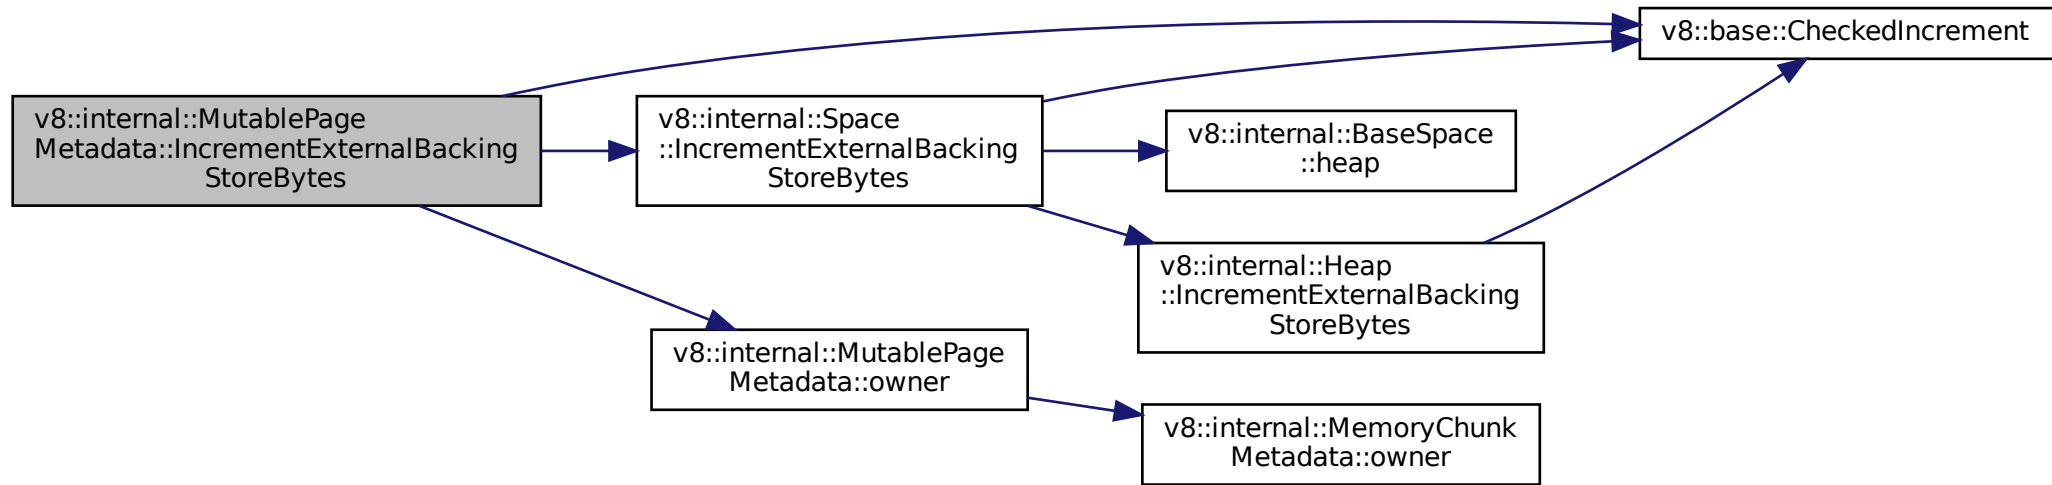 v8::base::CheckedIncrement
v8::internal::MutablePage
Metadata::IncrementExternalBacking
StoreBytes
v8::internal::Space
::IncrementExternalBacking
StoreBytes
v8::internal::BaseSpace
::heap
v8::internal::Heap
::IncrementExternalBacking
StoreBytes
v8::internal::MutablePage
Metadata::owner
v8::internal::MemoryChunk
Metadata::owner